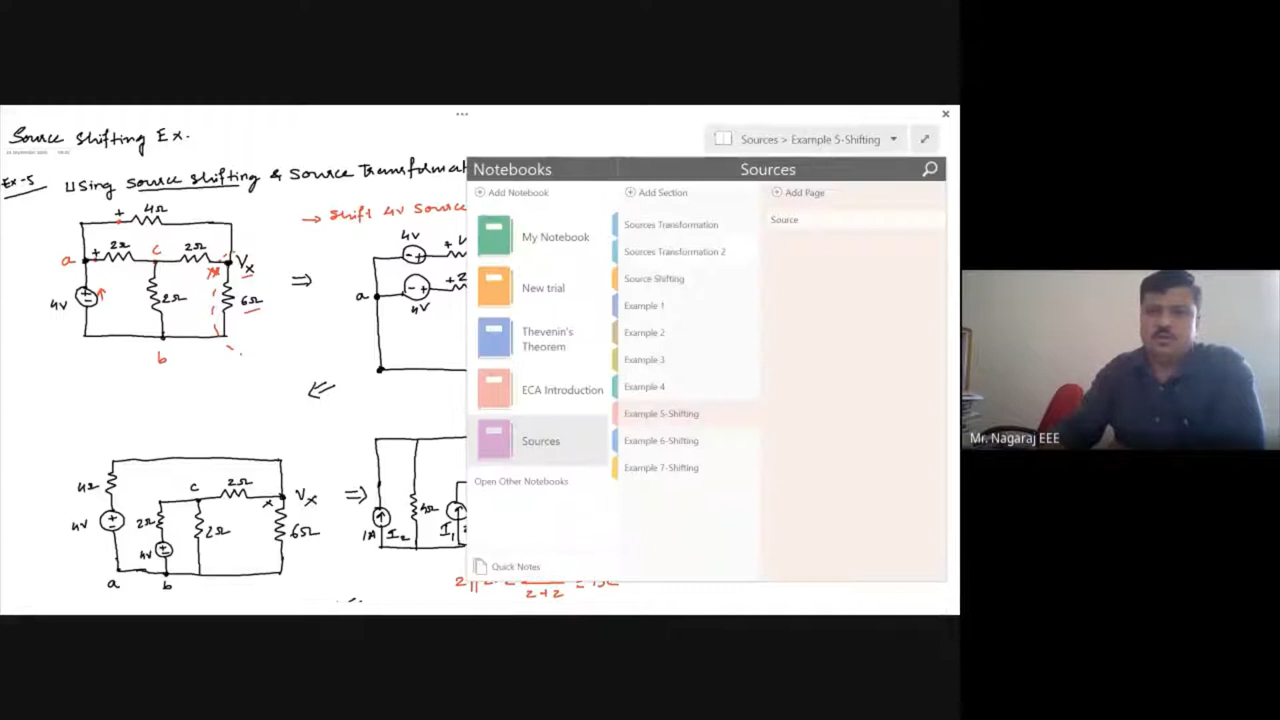 Source Shifting Ex.
Ex-5 Using Source Shifting & Source Transformat
→ Shift 4V Source
+ 4Ω
a + 2Ω c 2Ω Vx
4V + - 2Ω 6Ω
b
⇒
4V
- +
a - +
4V
4Ω
4V
2Ω
4V
c 2Ω x Vx
2Ω 6Ω
a b
⇒
1A I2 4Ω I1
2 + 2
Sources > Example 5-Shifting
Notebooks
Sources
Add Notebook
Add Section
Add Page
My Notebook
New trial
Thevenin's
Theorem
ECA Introduction
Sources
Open Other Notebooks
Quick Notes
Sources Transformation
Sources Transformation 2
Source Shifting
Example 1
Example 2
Example 3
Example 4
Example 5-Shifting
Example 6-Shifting
Example 7-Shifting
Source
Mr. Nagaraj EEE